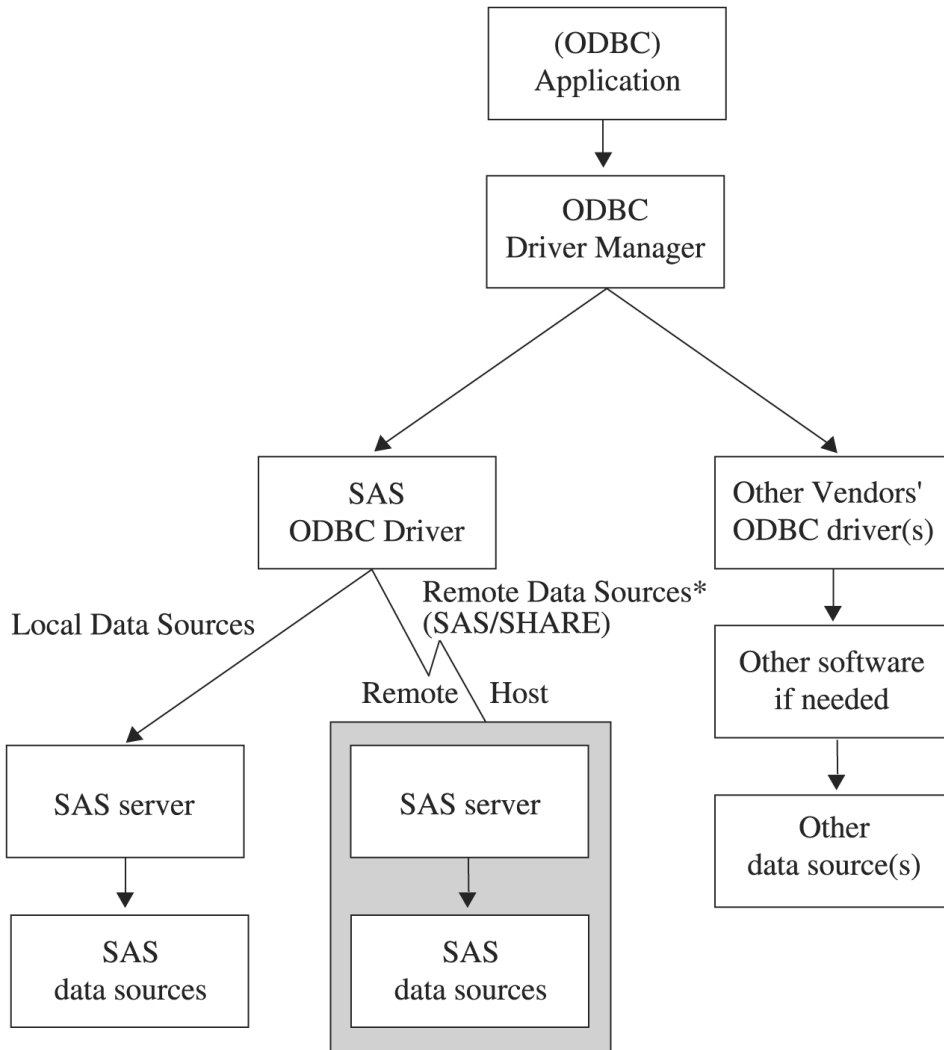 (ODBC)
Application
ODBC
Driver Manager
SAS
ODBC Driver
Other Vendors'
ODBC driver(s)
Local Data Sources
Remote Data Sources*
(SAS/SHARE)
Remote Host
Other software
if needed
SAS server
SAS server
Other
data source(s)
SAS
data sources
SAS
data sources